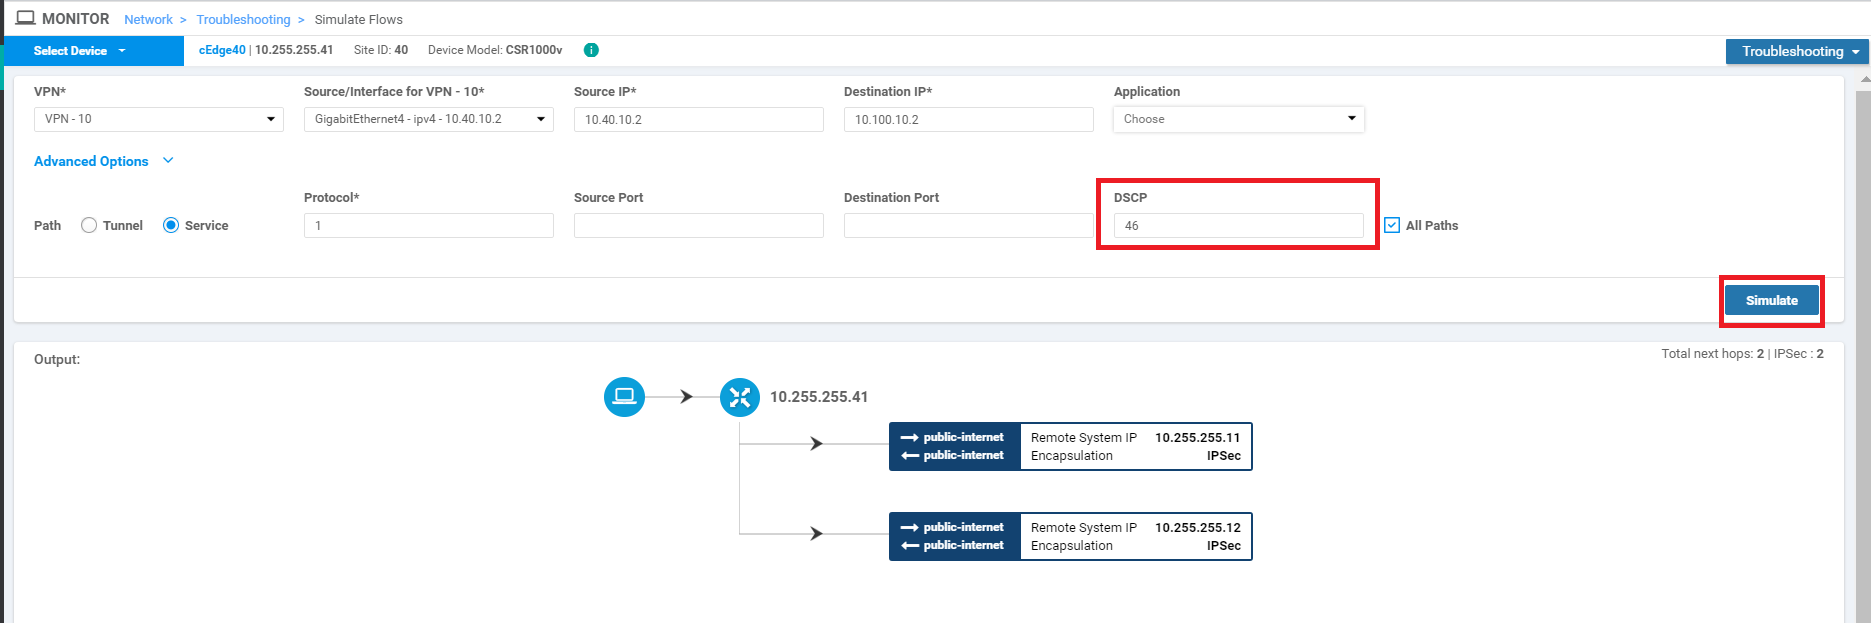 MONITOR Network > Troubleshooting > Simulate Flows
Select Device cEdge40 | 10.255.255.41 Site ID: 40 Device Model: CSR1000v i Troubleshooting
VPN* Source/Interface for VPN - 10* Source IP* Destination IP* Application
VPN - 10 GigabitEthernet4 - ipv4 - 10.40.10.2 10.40.10.2 10.100.10.2 Choose
Advanced Options
Protocol* Source Port Destination Port DSCP
Path Tunnel Service 1 46 All Paths
Simulate
Output: Total next hops: 2 | IPSec : 2
10.255.255.41
public-internet Remote System IP 10.255.255.11
public-internet Encapsulation IPSec
public-internet Remote System IP 10.255.255.12
public-internet Encapsulation IPSec